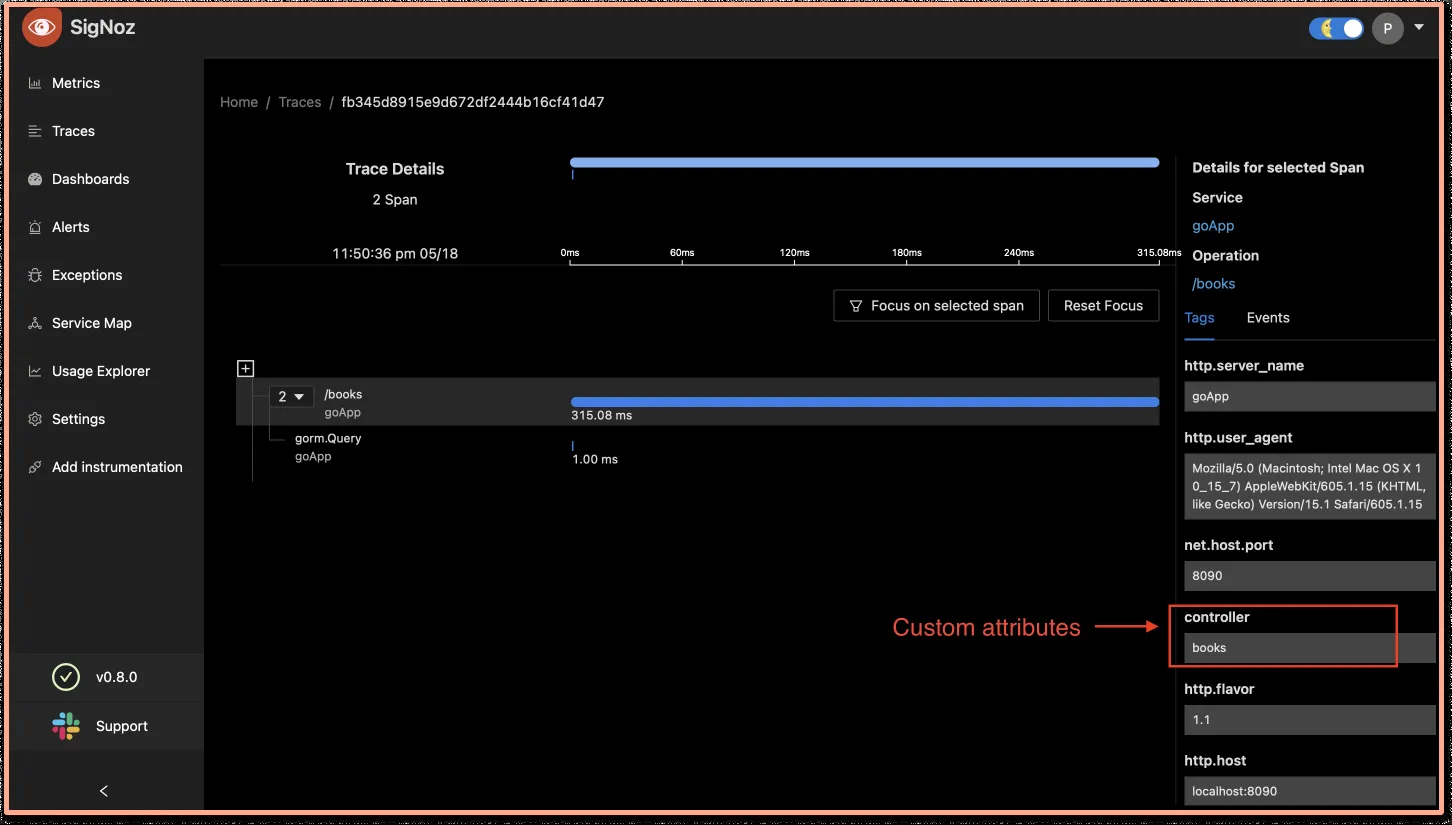 SigNoz
P
Metrics
Traces
Dashboards
Alerts
Exceptions
Service Map
Usage Explorer
Settings
Add instrumentation
v0.8.0
Support
Home / Traces / fb345d8915e9d672df2444b16cf41d47
Trace Details
2 Span
11:50:36 pm 05/18
0ms 60ms 120ms 180ms 240ms 315.08ms
Focus on selected span
Reset Focus
2
/books
goApp
315.08 ms
gorm.Query
goApp
1.00 ms
Custom attributes
Details for selected Span
Service
goApp
Operation
/books
Tags Events
http.server_name
goApp
http.user_agent
Mozilla/5.0 (Macintosh; Intel Mac OS X 1
0_15_7) AppleWebKit/605.1.15 (KHTML,
like Gecko) Version/15.1 Safari/605.1.15
net.host.port
8090
controller
books
http.flavor
1.1
http.host
localhost:8090